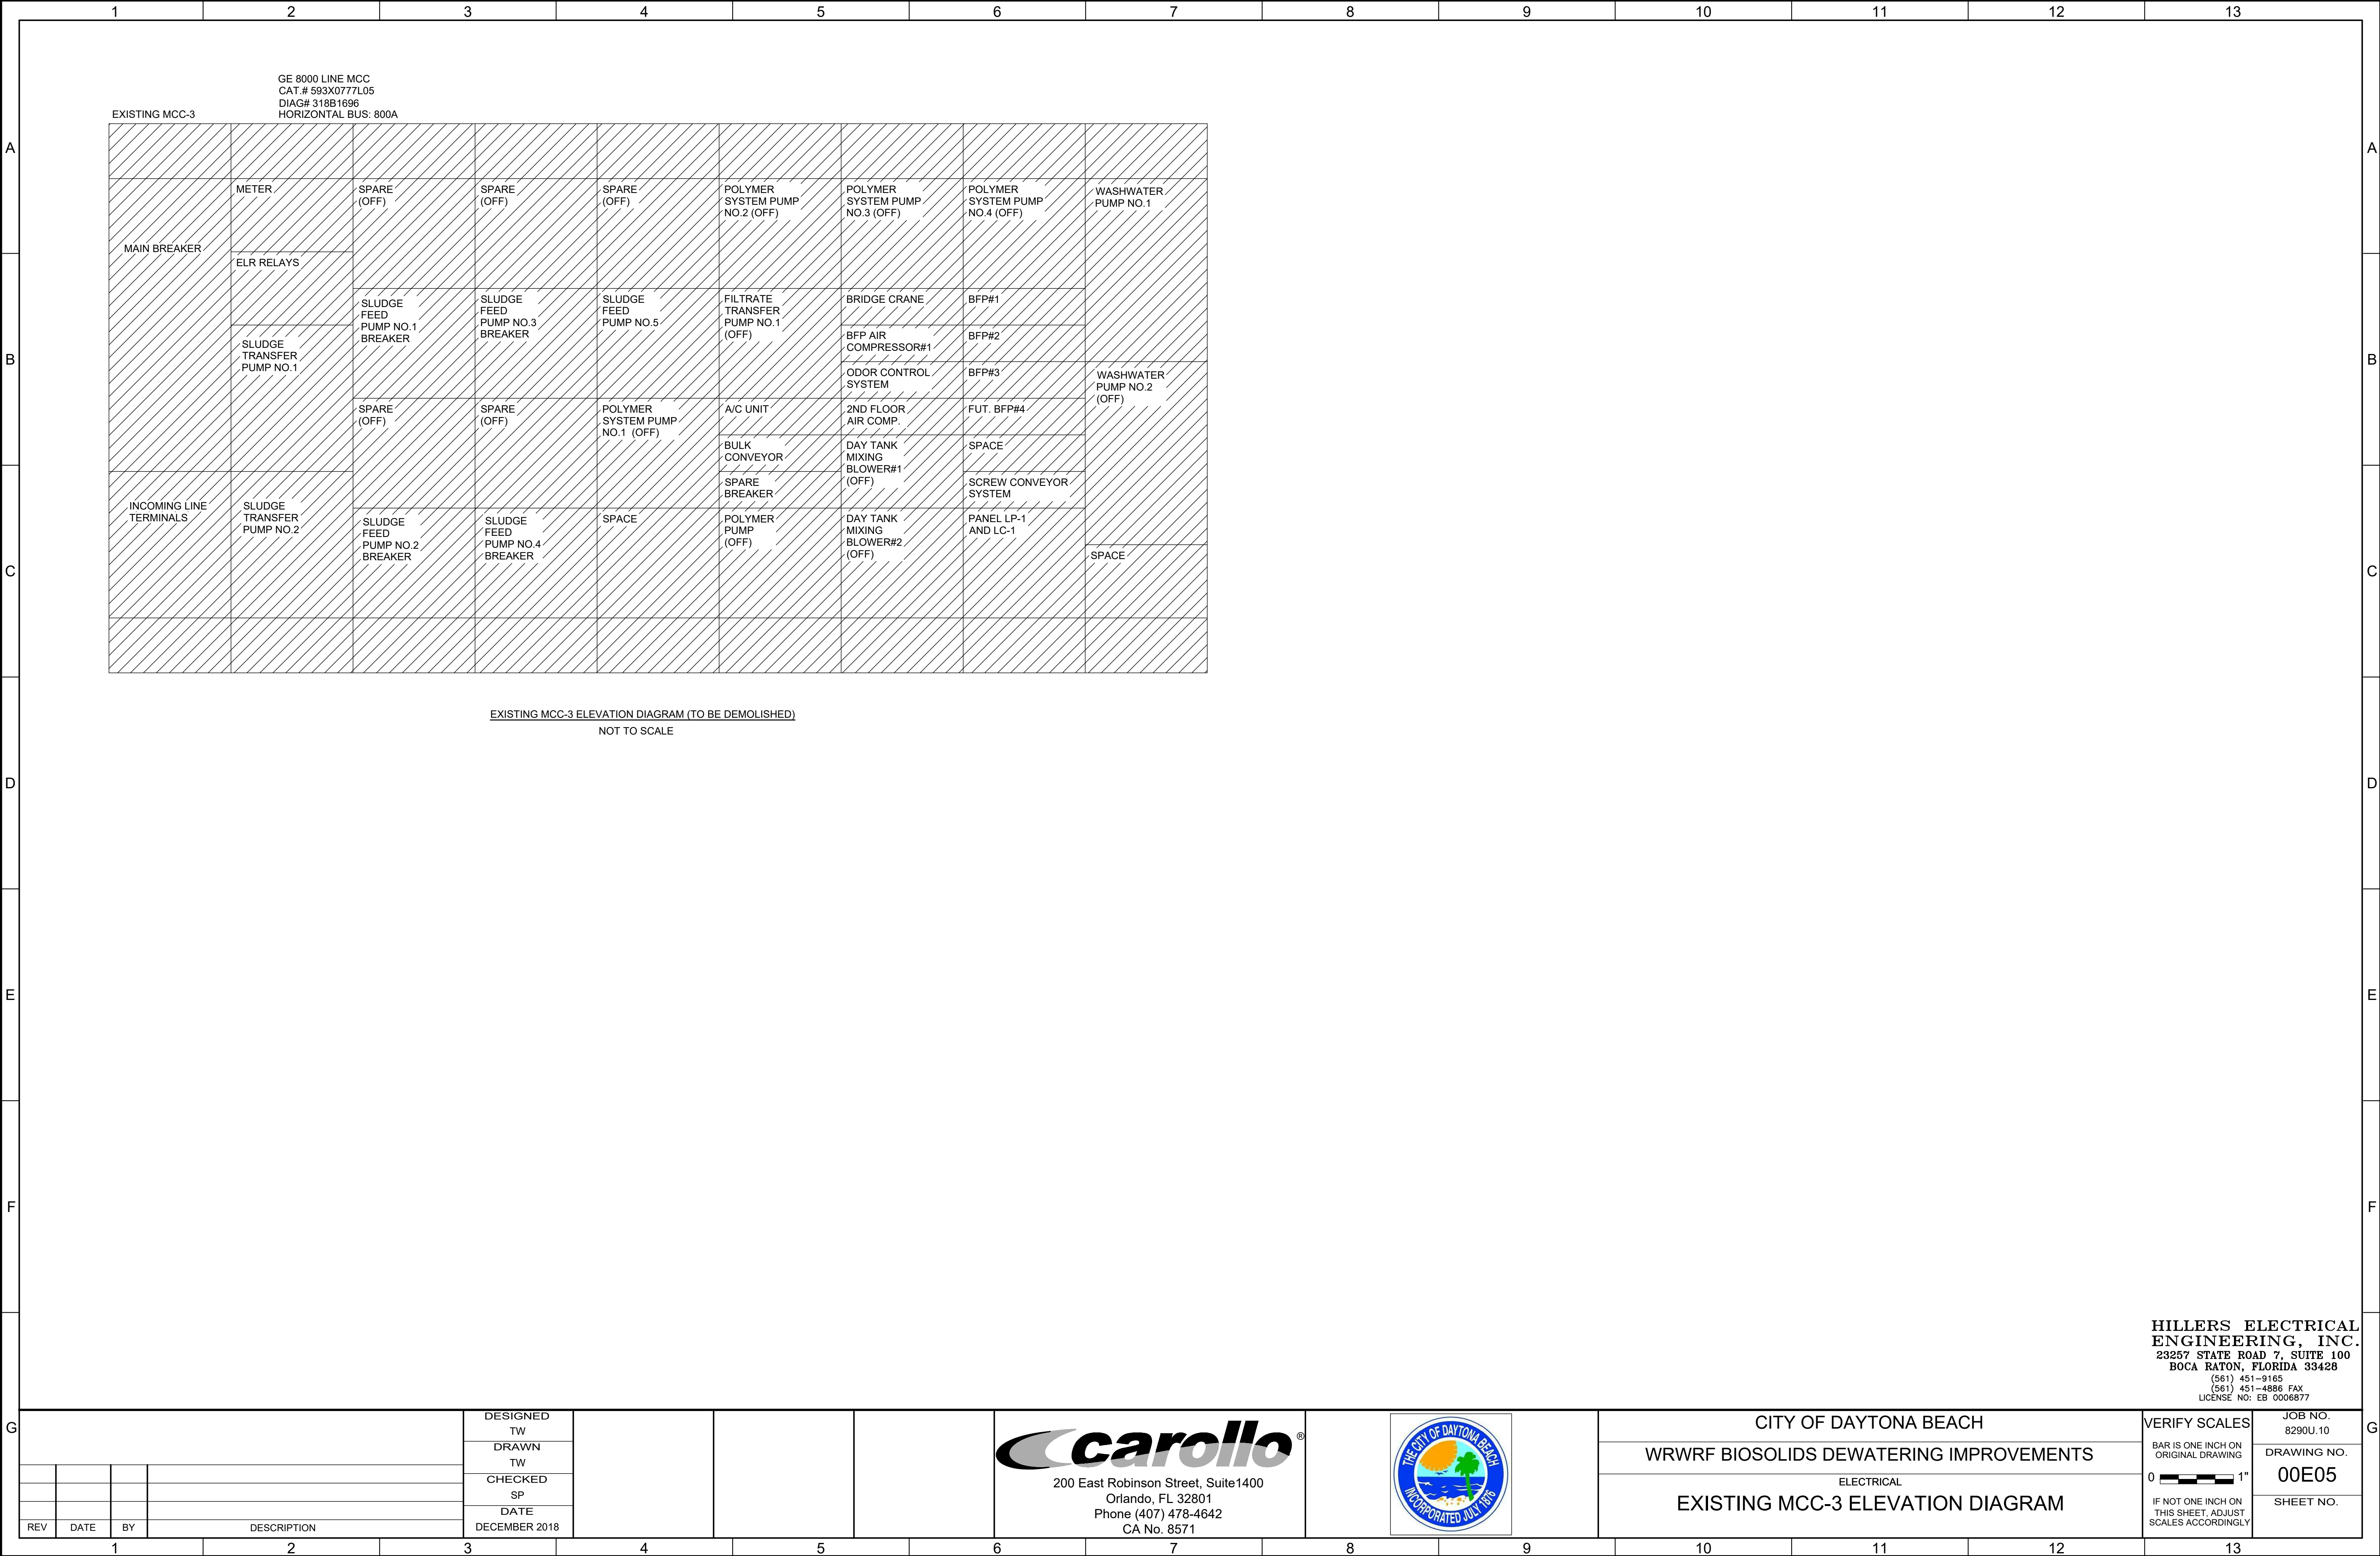 1 2 3 4 5 6 7 8 9 10 11 12 13
GE 8000 LINE MCC
CAT.# 593X0777L05
DIAG# 318B1696
HORIZONTAL BUS: 800A
EXISTING MCC-3
MAIN BREAKER
INCOMING LINE
TERMINALS
METER
ELR RELAYS
SLUDGE
TRANSFER
PUMP NO.1
SLUDGE
TRANSFER
PUMP NO.2
SPARE
(OFF)
SLUDGE
FEED
PUMP NO.1
BREAKER
SPARE
(OFF)
SLUDGE
FEED
PUMP NO.2
BREAKER
SPARE
(OFF)
SLUDGE
FEED
PUMP NO.3
BREAKER
SPARE
(OFF)
SLUDGE
FEED
PUMP NO.4
BREAKER
SPARE
(OFF)
SLUDGE
FEED
PUMP NO.5
POLYMER
SYSTEM PUMP
NO.1 (OFF)
SPACE
POLYMER
SYSTEM PUMP
NO.2 (OFF)
FILTRATE
TRANSFER
PUMP NO.1
(OFF)
A/C UNIT
BULK
CONVEYOR
SPARE
BREAKER
POLYMER
PUMP
(OFF)
POLYMER
SYSTEM PUMP
NO.3 (OFF)
BRIDGE CRANE
BFP AIR
COMPRESSOR#1
ODOR CONTROL
SYSTEM
2ND FLOOR
AIR COMP.
DAY TANK
MIXING
BLOWER#1
(OFF)
DAY TANK
MIXING
BLOWER#2
(OFF)
POLYMER
SYSTEM PUMP
NO.4 (OFF)
BFP#1
BFP#2
BFP#3
FUT. BFP#4
SPACE
SCREW CONVEYOR
SYSTEM
PANEL LP-1
AND LC-1
WASHWATER
PUMP NO.1
WASHWATER
PUMP NO.2
(OFF)
SPACE
EXISTING MCC-3 ELEVATION DIAGRAM (TO BE DEMOLISHED)
NOT TO SCALE
A A
B B
C C
D D
E E
F F
G G
HILLERS ELECTRICAL
ENGINEERING, INC.
23257 STATE ROAD 7, SUITE 100
BOCA RATON, FLORIDA 33428
(561) 451-9165
(561) 451-4886 FAX
LICENSE NO: EB 0006877
REV DATE BY DESCRIPTION
DESIGNED
TW
DRAWN
TW
CHECKED
SP
DATE
DECEMBER 2018
carollo®
200 East Robinson Street, Suite1400
Orlando, FL 32801
Phone (407) 478-4642
CA No. 8571
THE CITY OF DAYTONA BEACH
INCORPORATED JULY 1876
CITY OF DAYTONA BEACH
WRWRF BIOSOLIDS DEWATERING IMPROVEMENTS
ELECTRICAL
EXISTING MCC-3 ELEVATION DIAGRAM
VERIFY SCALES
BAR IS ONE INCH ON
ORIGINAL DRAWING
0 1"
IF NOT ONE INCH ON
THIS SHEET, ADJUST
SCALES ACCORDINGLY
JOB NO.
8290U.10
DRAWING NO.
00E05
SHEET NO.
1 2 3 4 5 6 7 8 9 10 11 12 13